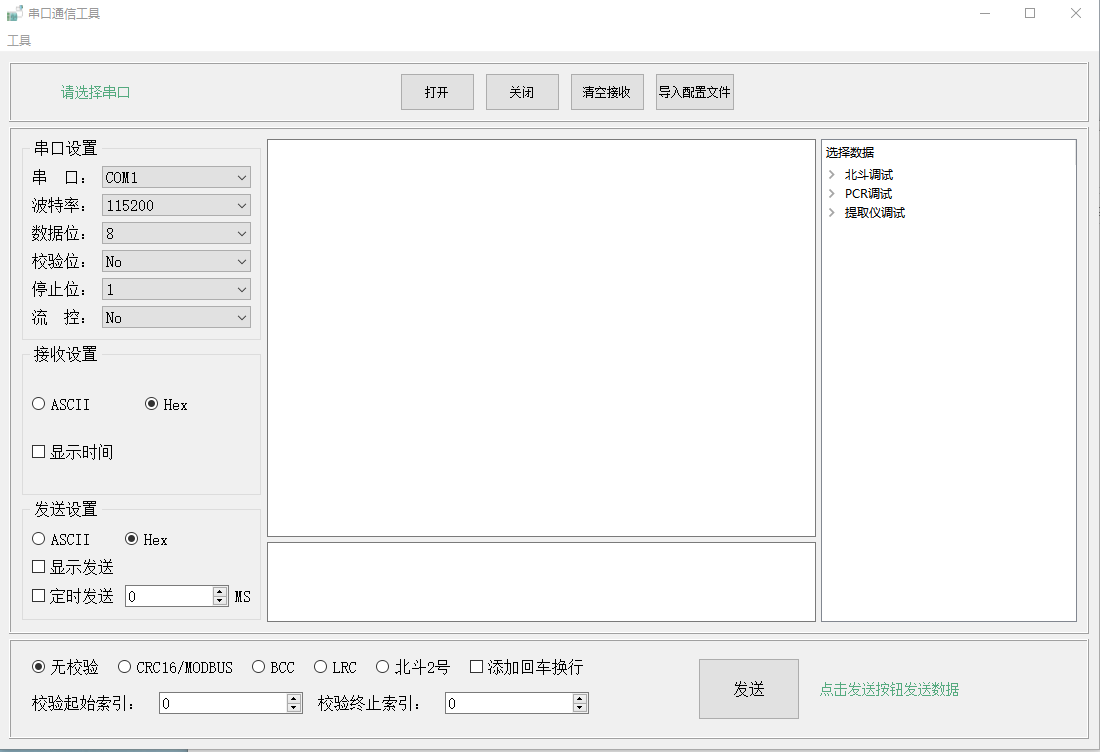 串口通信工具
工具
请选择串口 打开 关闭 清空接收 导入配置文件
串口设置
串 口: COM1
波特率: 115200
数据位: 8
校验位: No
停止位: 1
流 控: No
接收设置
ASCII Hex
显示时间
发送设置
ASCII Hex
显示发送
定时发送 0 MS
选择数据
北斗调试
PCR调试
提取仪调试
无校验 CRC16/MODBUS BCC LRC 北斗2号 添加回车换行
校验起始索引: 0 校验终止索引: 0
发送 点击发送按钮发送数据